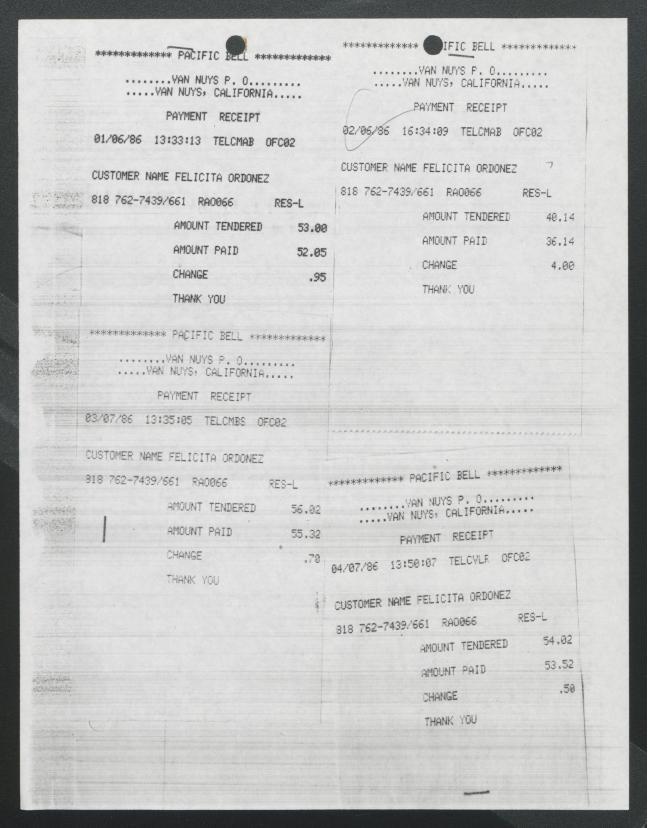 ************* PACIFIC BELL *************
........VAN NUYS P. O.........
.....VAN NUYS, CALIFORNIA.....
PAYMENT RECEIPT
01/06/86 13:33:13 TELCMAB OFC02
CUSTOMER NAME FELICITA ORDONEZ
818 762-7439/661 RAO066 RES-L
AMOUNT TENDERED 53.00
AMOUNT PAID 52.05
CHANGE .95
THANK YOU
************* PACIFIC BELL *************
........VAN NUYS P. O.........
.....VAN NUYS, CALIFORNIA.....
PAYMENT RECEIPT
02/06/86 16:34:09 TELCMAB OFC02
CUSTOMER NAME FELICITA ORDONEZ
818 762-7439/661 RAO066 RES-L
AMOUNT TENDERED 40.14
AMOUNT PAID 36.14
CHANGE 4.00
THANK YOU
************* PACIFIC BELL *************
........VAN NUYS P. O.........
.....VAN NUYS, CALIFORNIA.....
PAYMENT RECEIPT
03/07/86 13:35:05 TELCMBS OFC02
CUSTOMER NAME FELICITA ORDONEZ
818 762-7439/661 RAO066 RES-L
AMOUNT TENDERED 56.02
AMOUNT PAID 55.32
CHANGE .70
THANK YOU
************* PACIFIC BELL *************
........VAN NUYS P. O.........
.....VAN NUYS, CALIFORNIA.....
PAYMENT RECEIPT
04/07/86 13:50:07 TELCVLR OFC02
CUSTOMER NAME FELICITA ORDONEZ
818 762-7439/661 RAO066 RES-L
AMOUNT TENDERED 54.02
AMOUNT PAID 53.52
CHANGE .50
THANK YOU